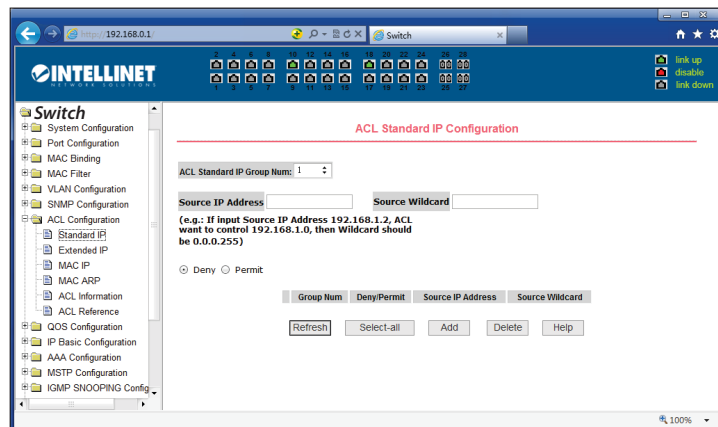 http://192.168.0.1/
Switch
2 4 6 8 10 12 14 16 18 20 22 24 26 28
1 3 5 7 9 11 13 15 17 19 21 23 25 27
INTELLINET
NETWORK SOLUTIONS
link up
disable
link down
Switch
System Configuration
Port Configuration
MAC Binding
MAC Filter
VLAN Configuration
SNMP Configuration
ACL Configuration
Standard IP
Extended IP
MAC IP
MAC ARP
ACL Information
ACL Reference
QOS Configuration
IP Basic Configuration
AAA Configuration
MSTP Configuration
IGMP SNOOPING Config
ACL Standard IP Configuration
ACL Standard IP Group Num: 1
Source IP Address Source Wildcard
(e.g.: If input Source IP Address 192.168.1.2, ACL
want to control 192.168.1.0, then Wildcard should
be 0.0.0.255)
Deny Permit
Group Num Deny/Permit Source IP Address Source Wildcard
Refresh Select-all Add Delete Help
100%